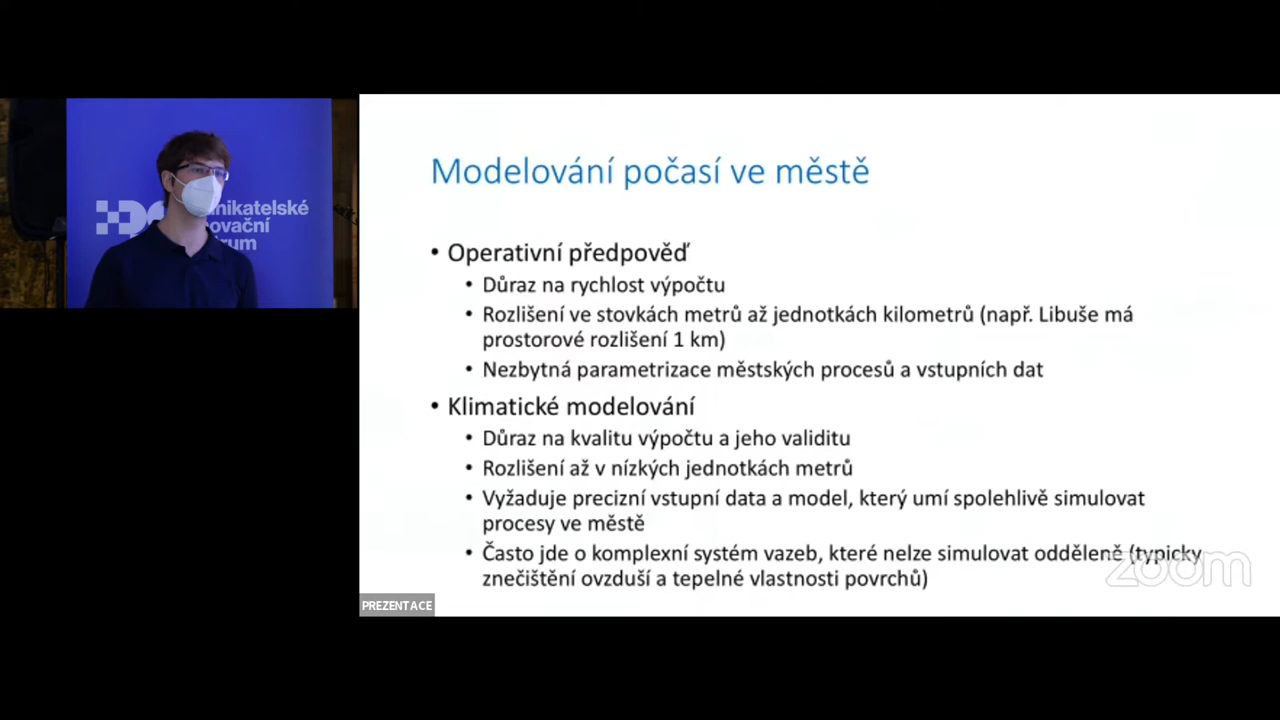 nikatelské
ovační
Modelování počasí ve městě
• Operativní předpověď
• Důraz na rychlost výpočtu
• Rozlišení ve stovkách metrů až jednotkách kilometrů (např. Libuše má
prostorové rozlišení 1 km)
• Nezbytná parametrizace městských procesů a vstupních dat
• Klimatické modelování
• Důraz na kvalitu výpočtu a jeho validitu
• Rozlišení až v nízkých jednotkách metrů
• Vyžaduje precizní vstupní data a model, který umí spolehlivě simulovat
procesy ve městě
• Často jde o komplexní systém vazeb, které nelze simulovat odděleně (typicky
znečištění ovzduší a tepelné vlastnosti povrchů)
zoom
PREZENTACE